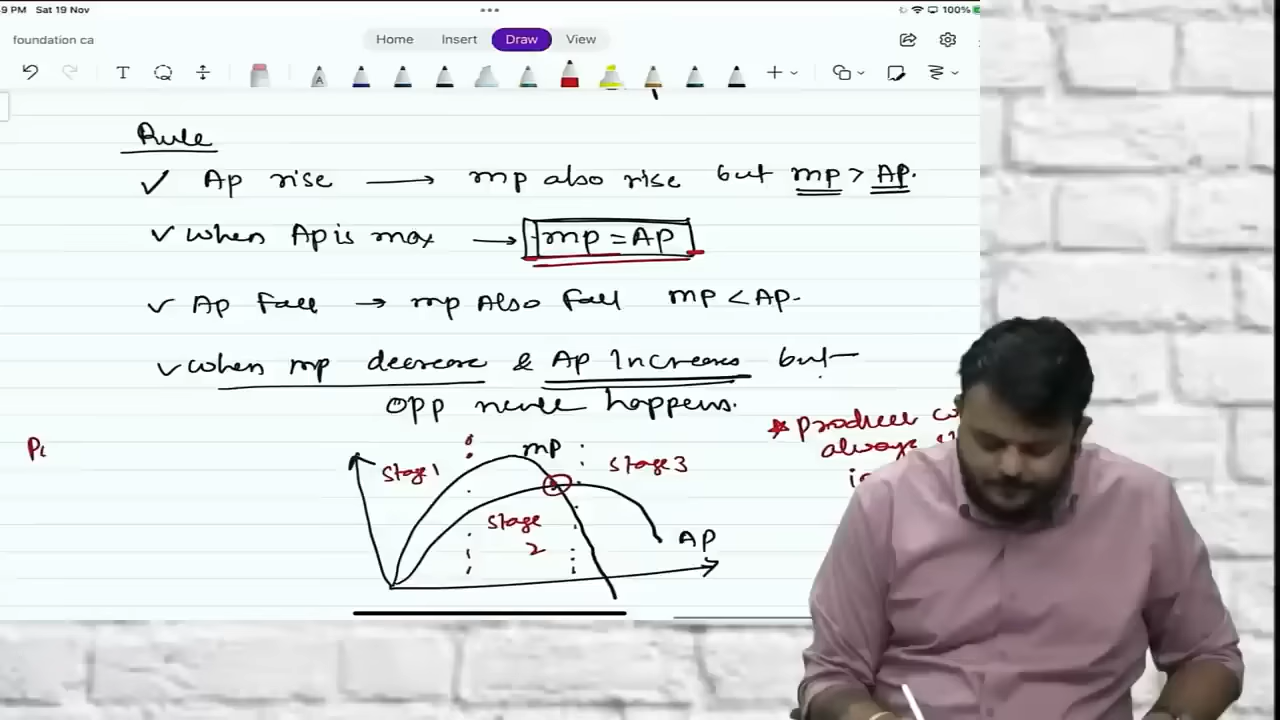 9 PM Sat 19 Nov
100%
foundation ca
Home Insert Draw View
Rule
✓ Ap rise → mp also rise but mp > Ap.
✓ when Ap is max → mp = Ap
✓ Ap Fall → mp Also Fall mp < Ap.
✓ when mp decrease & Ap Increases but
opp never happens.
* producer
always
Stage 1
mp
Stage 3
Stage
2
AP